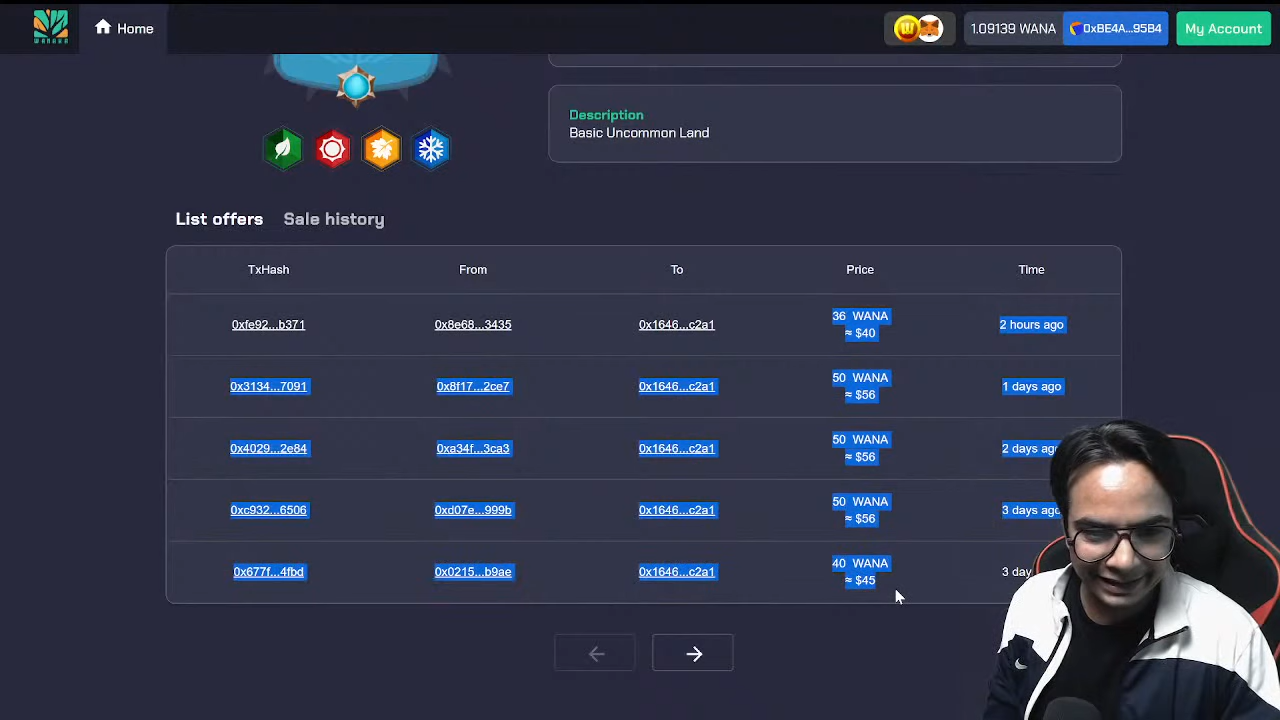 WANAKA
Home
1.09139 WANA
0xBE4A...95B4
My Account
Description
Basic Uncommon Land
List offers
Sale history
TxHash From To Price Time
0xfe92...b371 0x8e68...3435 0x1646...c2a1 36 WANA ≈ $40 2 hours ago
0x3134...7091 0x8f17...2ce7 0x1646...c2a1 50 WANA ≈ $56 1 days ago
0x4029...2e84 0xa34f...3ca3 0x1646...c2a1 50 WANA ≈ $56 2 days ago
0xc932...6506 0xd07e...999b 0x1646...c2a1 50 WANA ≈ $56 3 days ago
0x677f...4fbd 0x0215...b9ae 0x1646...c2a1 40 WANA ≈ $45 3 day